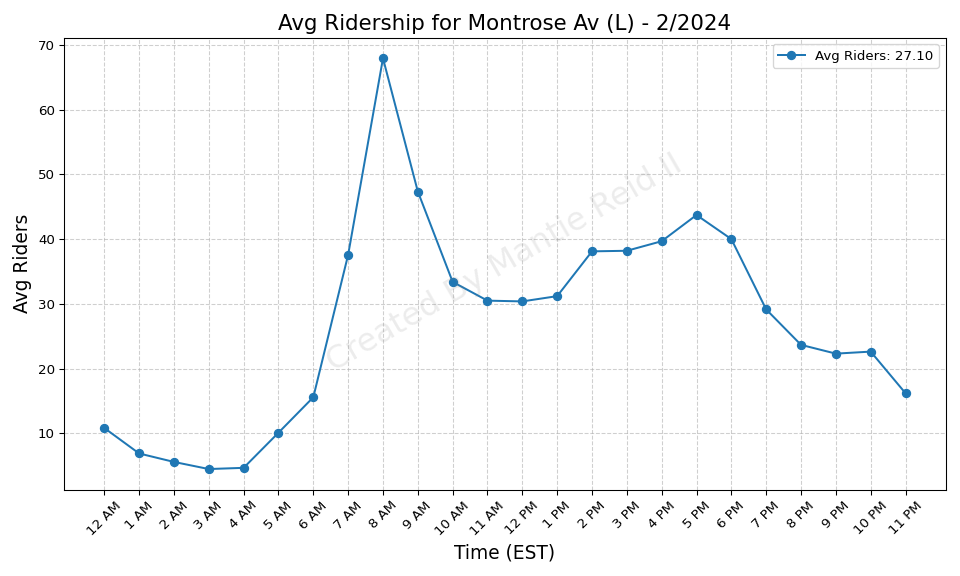 Avg Ridership for Montrose Av (L) - 2/2024
Avg Riders: 27.10
Avg Riders
70
60
50
40
30
20
10
Created By Mantie Reid II
12 AM
1 AM
2 AM
3 AM
4 AM
5 AM
6 AM
7 AM
8 AM
9 AM
10 AM
11 AM
12 PM
1 PM
2 PM
3 PM
4 PM
5 PM
6 PM
7 PM
8 PM
9 PM
10 PM
11 PM
Time (EST)